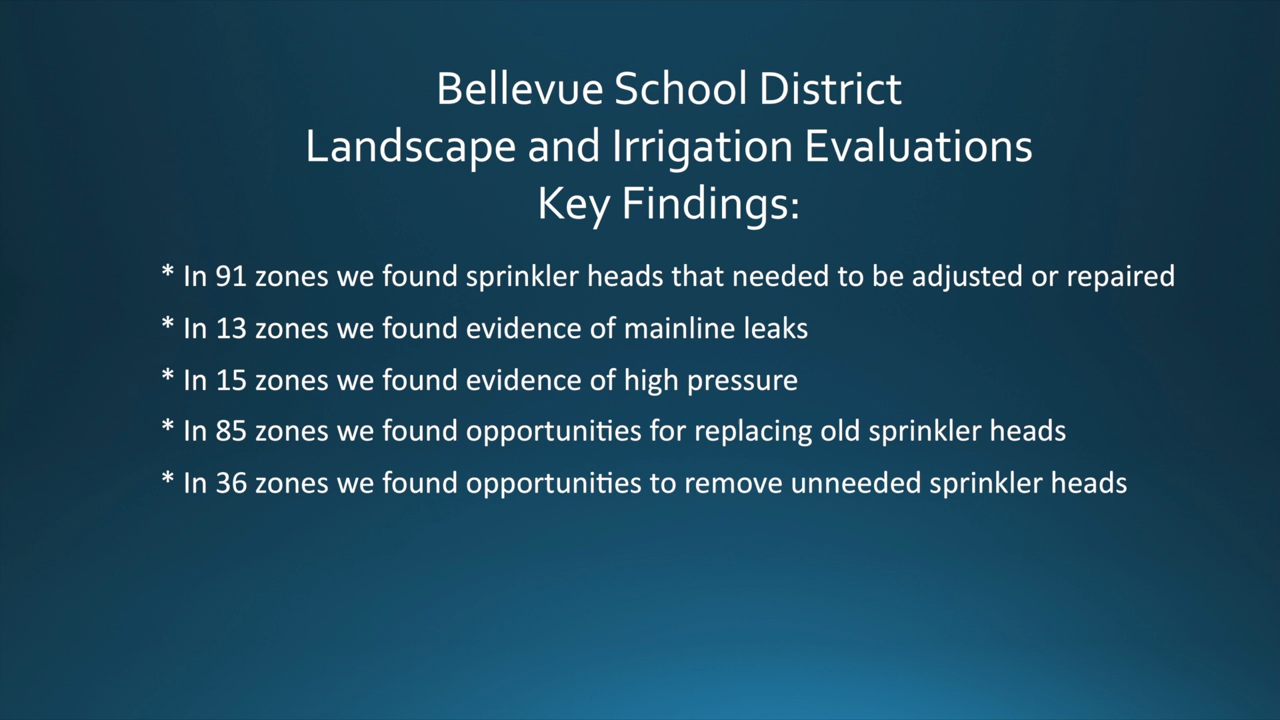 Bellevue School District
Landscape and Irrigation Evaluations
Key Findings:
* In 91 zones we found sprinkler heads that needed to be adjusted or repaired
* In 13 zones we found evidence of mainline leaks
* In 15 zones we found evidence of high pressure
* In 85 zones we found opportunities for replacing old sprinkler heads
* In 36 zones we found opportunities to remove unneeded sprinkler heads